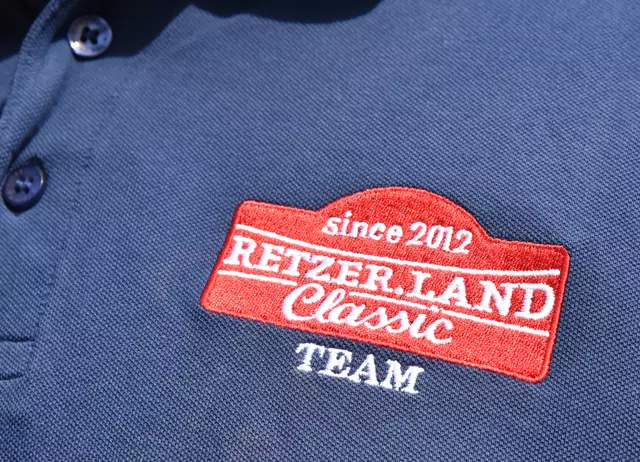 since 2012
RETZER.LAND
Classic
TEAM